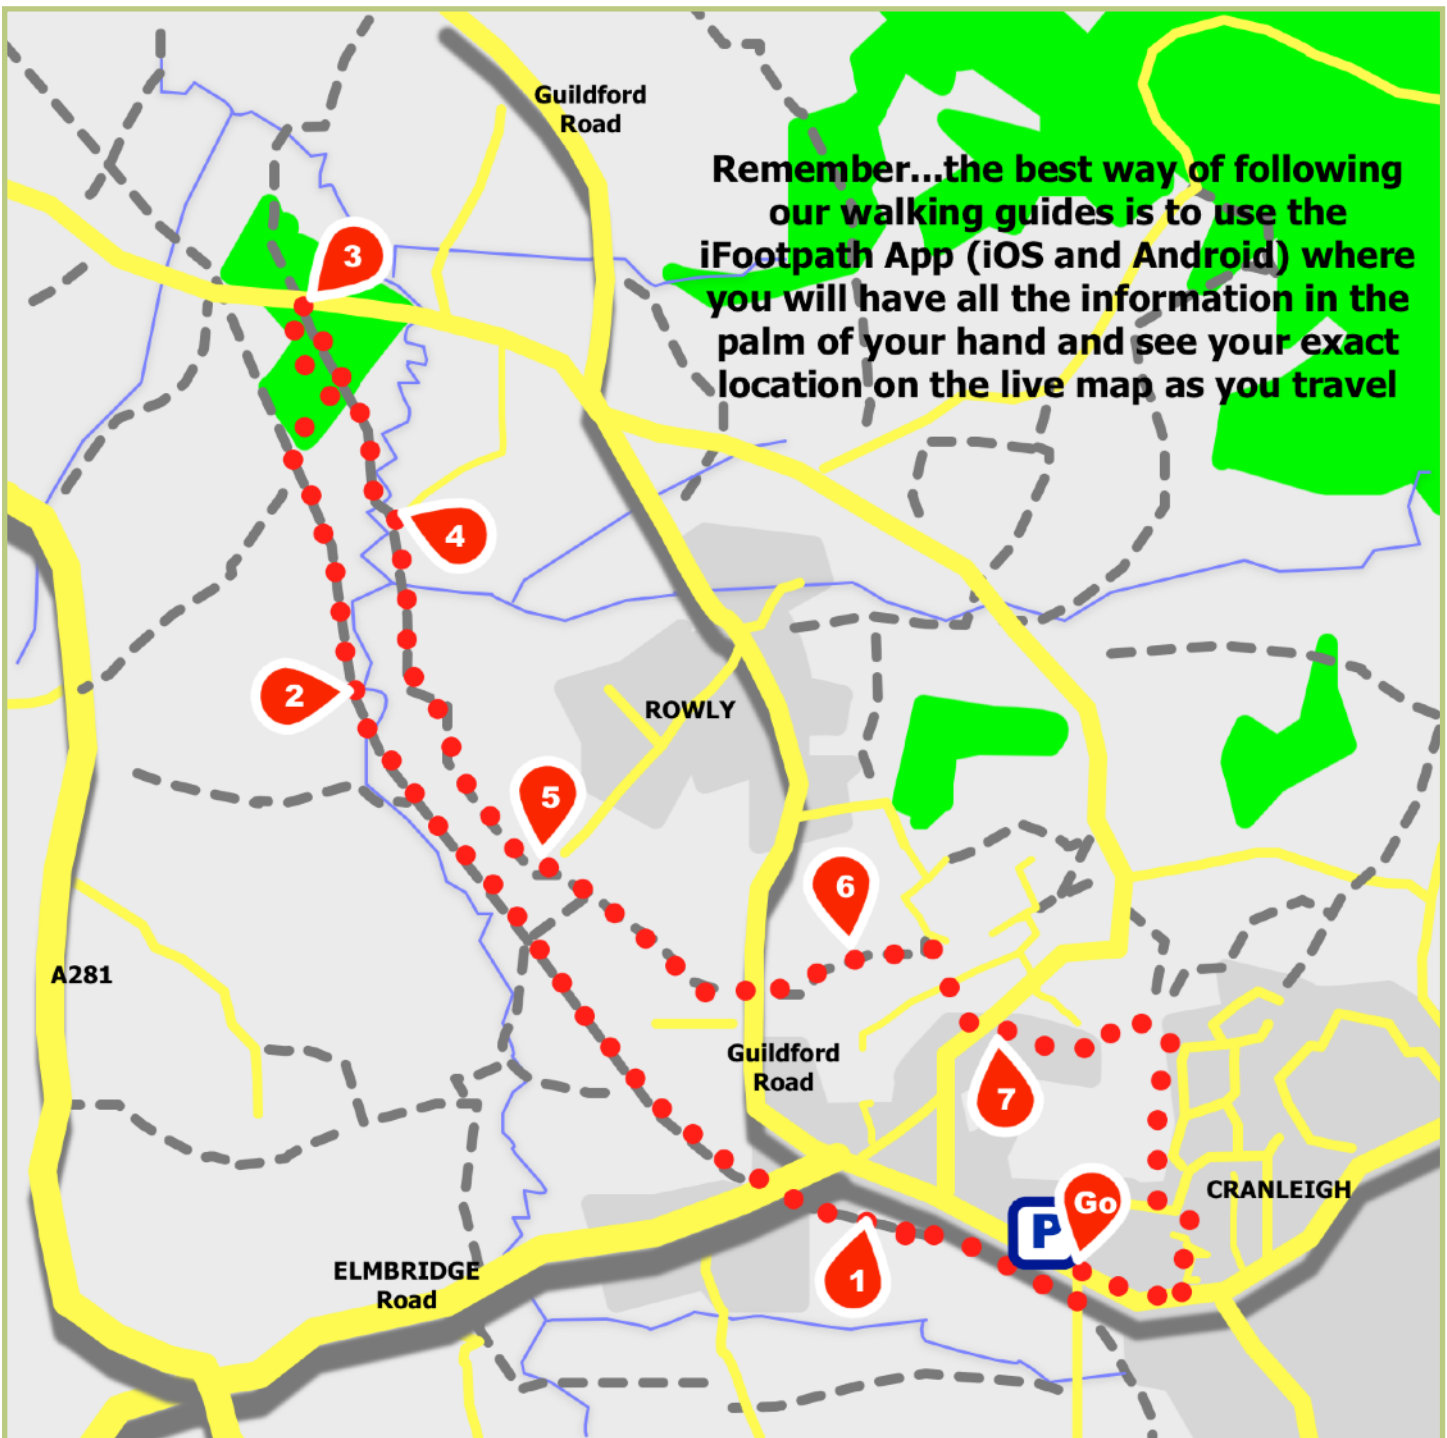 Guildford
Road
Remember...the best way of following
our walking guides is to use the
iFootpath App (iOS and Android) where
you will have all the information in the
palm of your hand and see your exact
location on the live map as you travel
3
4
2
ROWLY
5
6
A281
Guildford
Road
7
CRANLEIGH
Go
P
1
ELMBRIDGE
Road